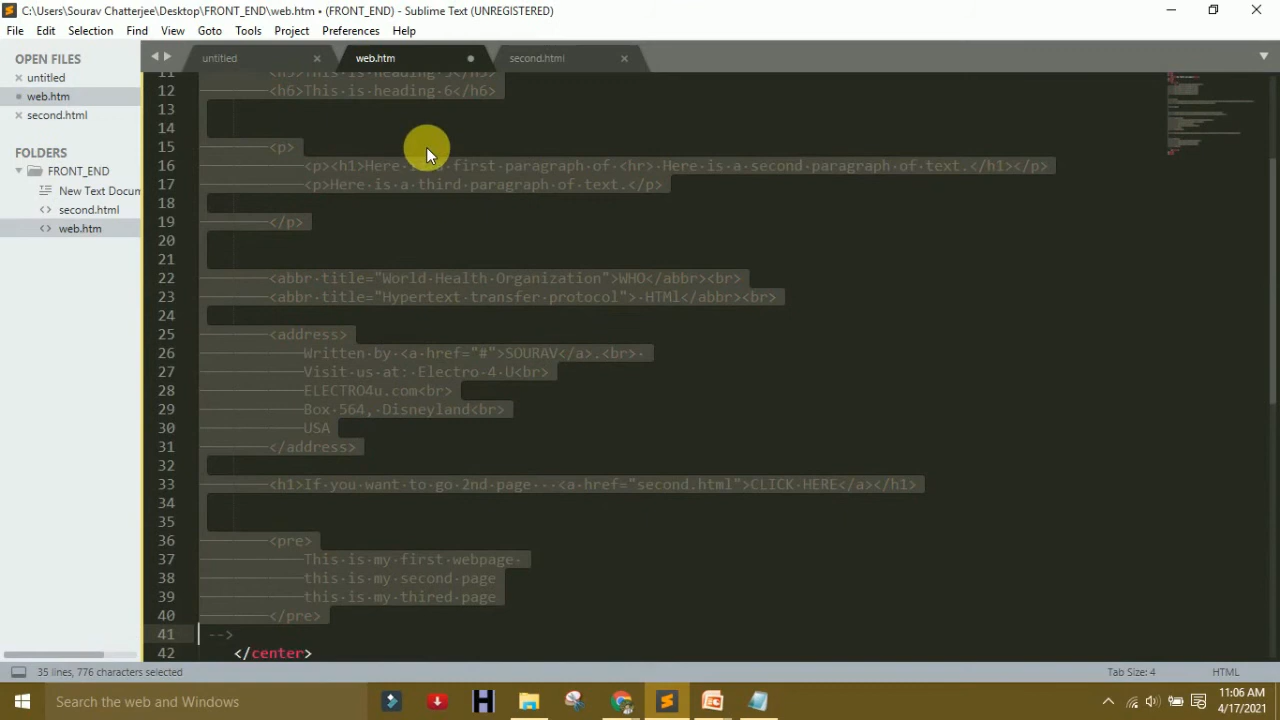 C:\Users\Sourav Chatterjee\Desktop\FRONT_END\web.htm • (FRONT_END) - Sublime Text (UNREGISTERED)
File Edit Selection Find View Goto Tools Project Preferences Help
OPEN FILES
untitled
web.htm
second.html
FOLDERS
FRONT_END
New Text Docum
second.html
web.htm
untitled
web.htm
second.html
11 <h5>This is heading 5</h5>
12 <h6>This is heading 6</h6>
13
14
15 <p>
16 <p><h1>Here first paragraph of <hr> Here is a second paragraph of text.</h1></p>
17 <p>Here is a third paragraph of text.</p>
18
19 </p>
20
21
22 <abbr title="World Health Organization">WHO</abbr><br>
23 <abbr title="Hypertext transfer protocol"> HTMl</abbr><br>
24
25 <address>
26 Written by <a href="#">SOURAV</a>.<br>
27 Visit us at: Electro 4 U<br>
28 ELECTRO4u.com<br>
29 Box 564, Disneyland<br>
30 USA
31 </address>
32
33 <h1>If you want to go 2nd page   <a href="second.html">CLICK HERE</a></h1>
34
35
36 <pre>
37 This is my first webpage
38 this is my second page
39 this is my thired page
40 </pre>
41 -->
42 </center>
35 lines, 776 characters selected
Tab Size: 4
HTML
Search the web and Windows
11:06 AM
4/17/2021